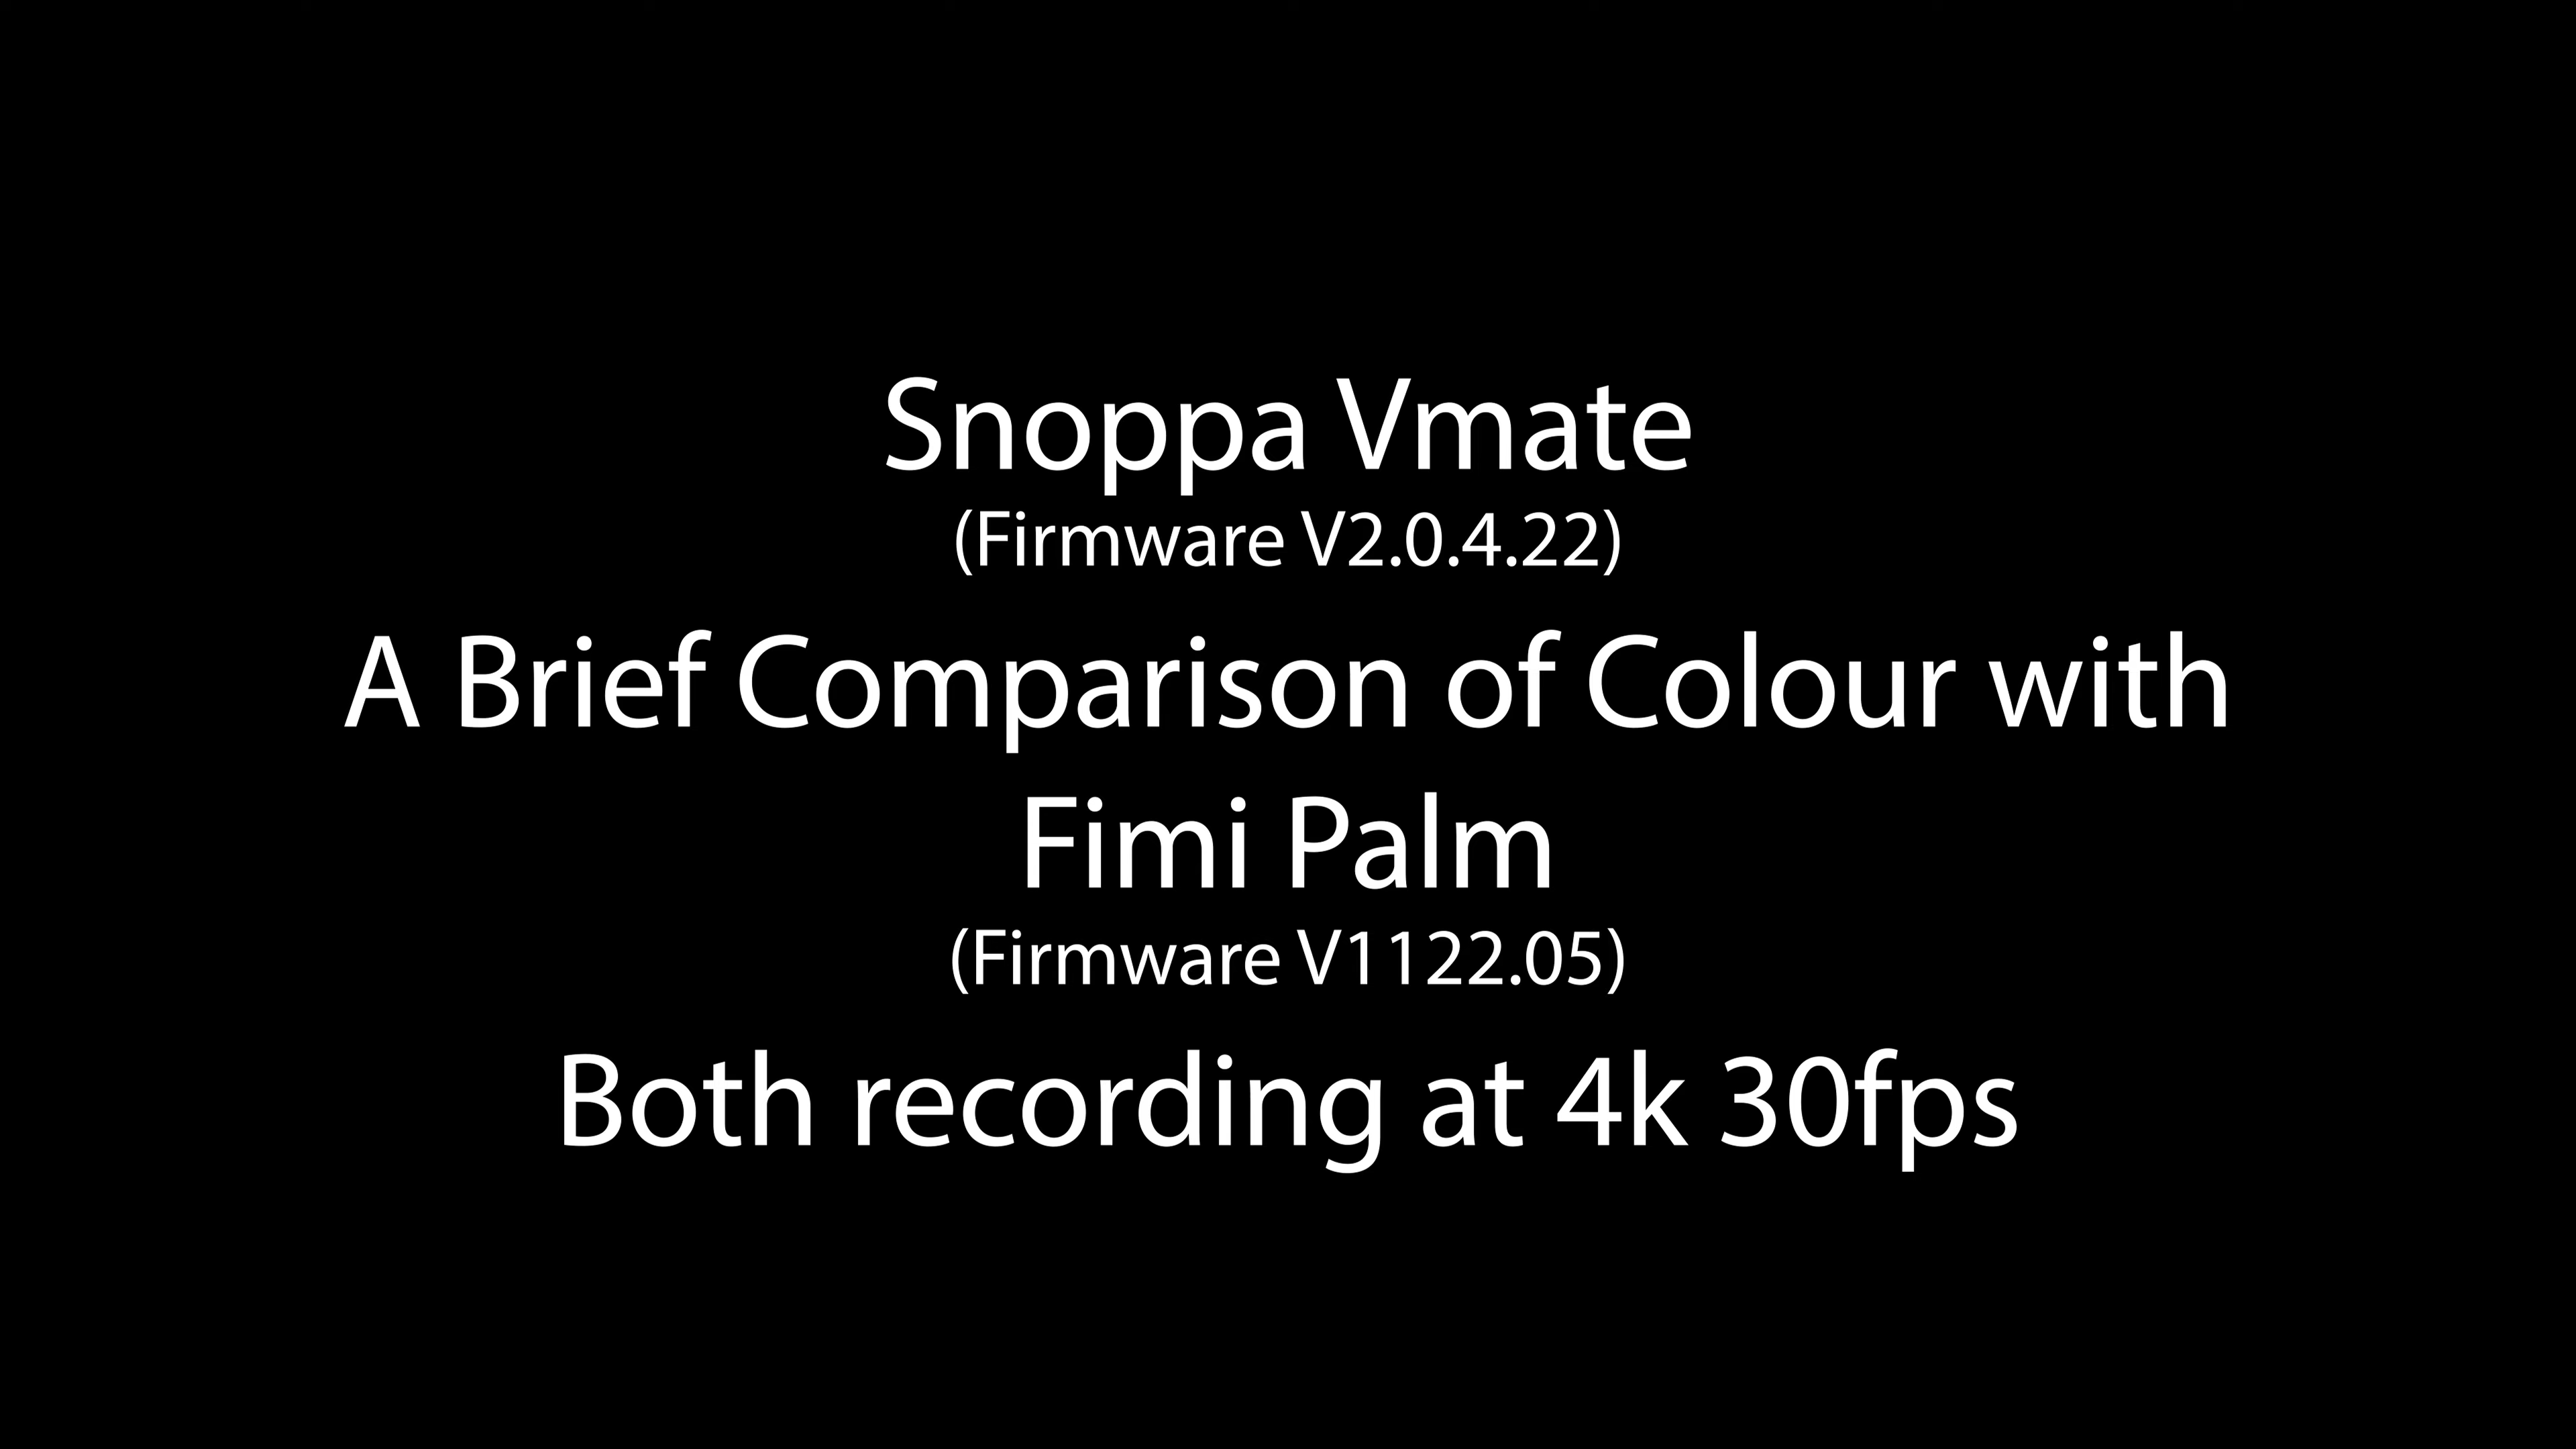 Snoppa Vmate
(Firmware V2.0.4.22)
A Brief Comparison of Colour with
Fimi Palm
(Firmware V1122.05)
Both recording at 4k 30fps